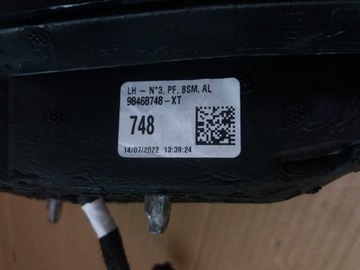 LH - N°3, PF, BSM, AL
98468748-XT
748
14/07/2022 13:39:24